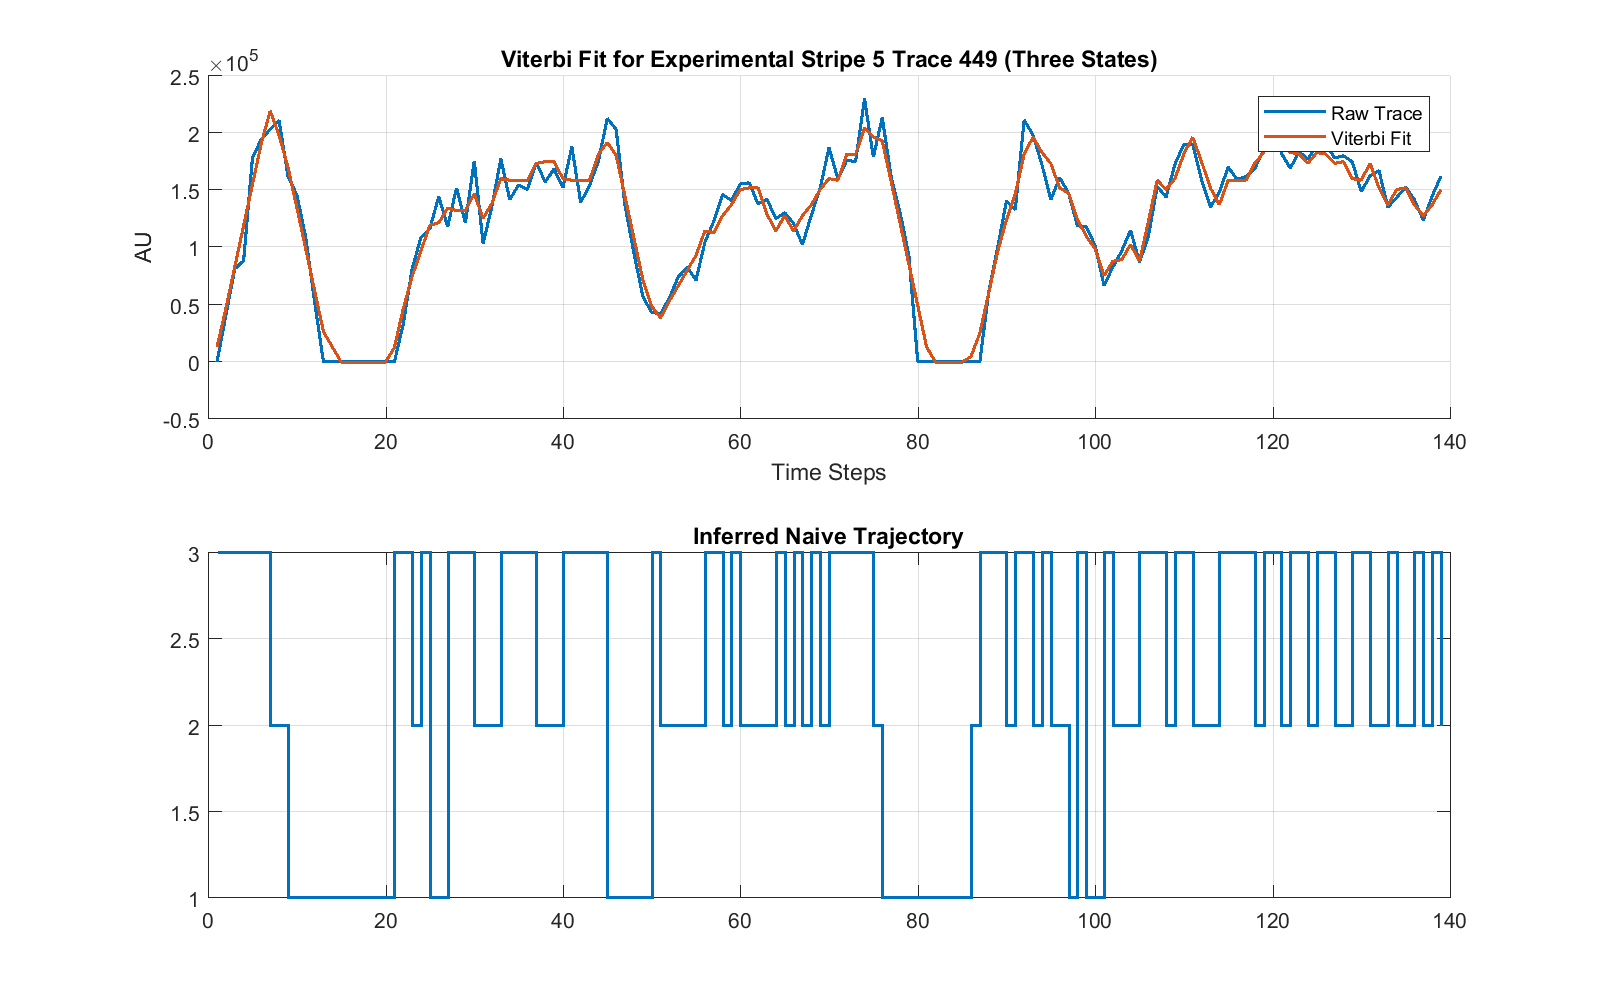 Viterbi Fit for Experimental Stripe 5 Trace 449 (Three States)
×10⁵
2.5
2
1.5
1
0.5
0
-0.5
AU
Raw Trace
Viterbi Fit
0 20 40 60 80 100 120 140
Time Steps
Inferred Naive Trajectory
3
2.5
2
1.5
1
0 20 40 60 80 100 120 140